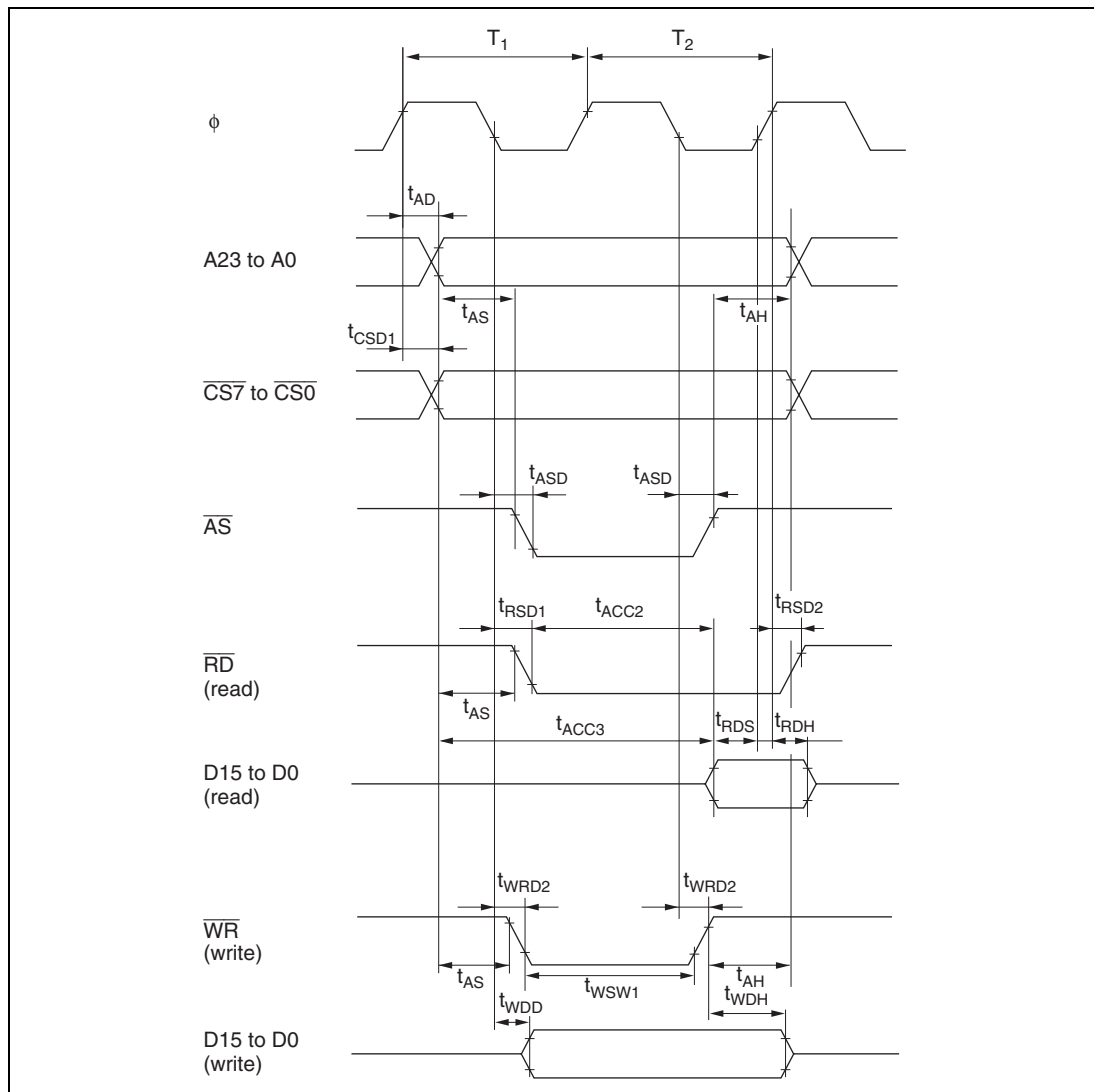 T1 T2
φ
tAD
A23 to A0
tAS tAH
tCSD1
CS7 to CS0
tASD tASD
AS
tRSD1 tACC2 tRSD2
RD
(read)
tAS
tACC3 tRDS tRDH
D15 to D0
(read)
tWRD2 tWRD2
WR
(write)
tAS tWSW1 tAH
tWDD tWDH
D15 to D0
(write)